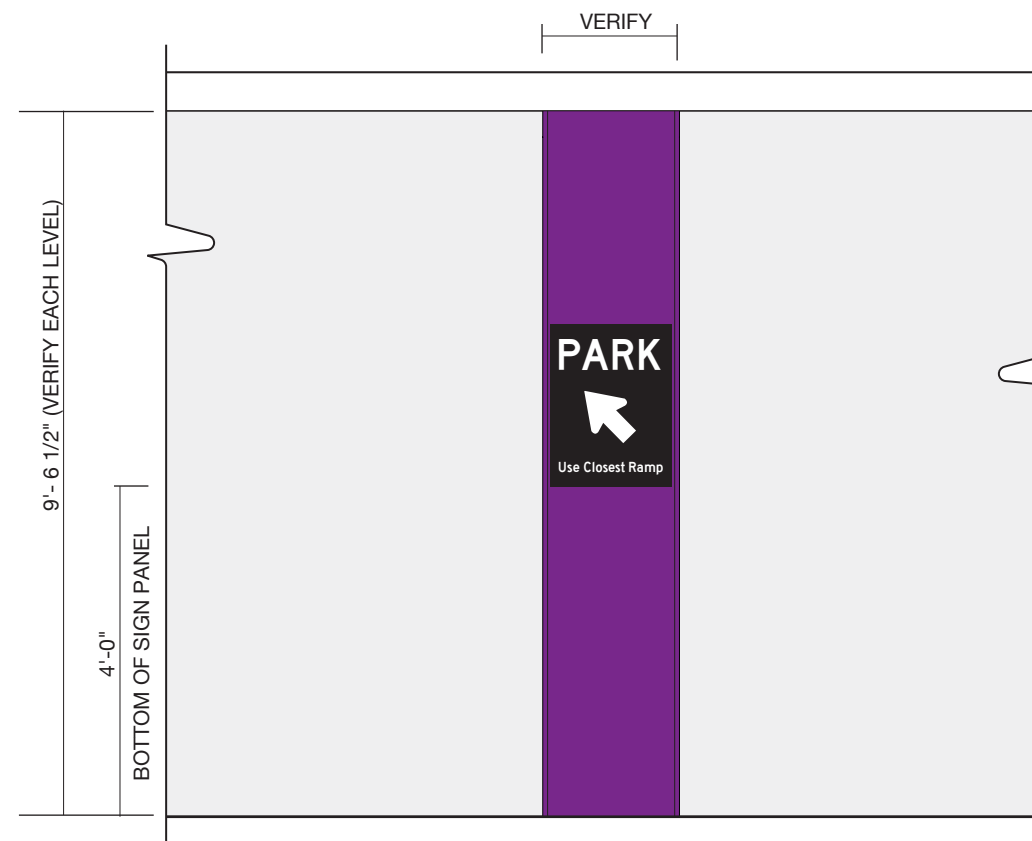 VERIFY
9'- 6 1/2" (VERIFY EACH LEVEL)
4'-0"
BOTTOM OF SIGN PANEL
PARK
Use Closest Ramp